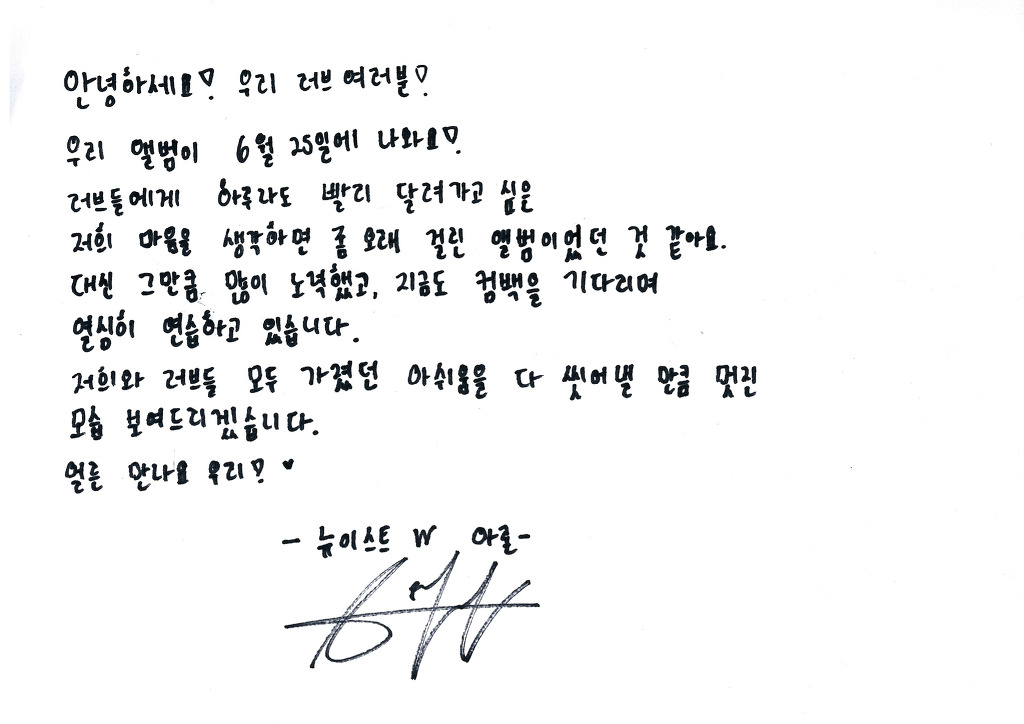 안녕하세요! 우리 러브 여러분!
우리 앨범이 6월 25일에 나와요!
러브들에게 하루라도 빨리 달려가고 싶은
저희 마음을 생각하면 좀 오래 걸린 앨범이었던 것 같아요.
대신 그만큼 많이 노력했고, 지금도 컴백을 기다리며
열심히 연습하고 있습니다.
저희와 러브들 모두 가졌던 아쉬움을 다 씻어낼 만큼 멋진
모습 보여드리겠습니다.
얼른 만나요 우리! ♥
- 뉴이스트 W 아론-